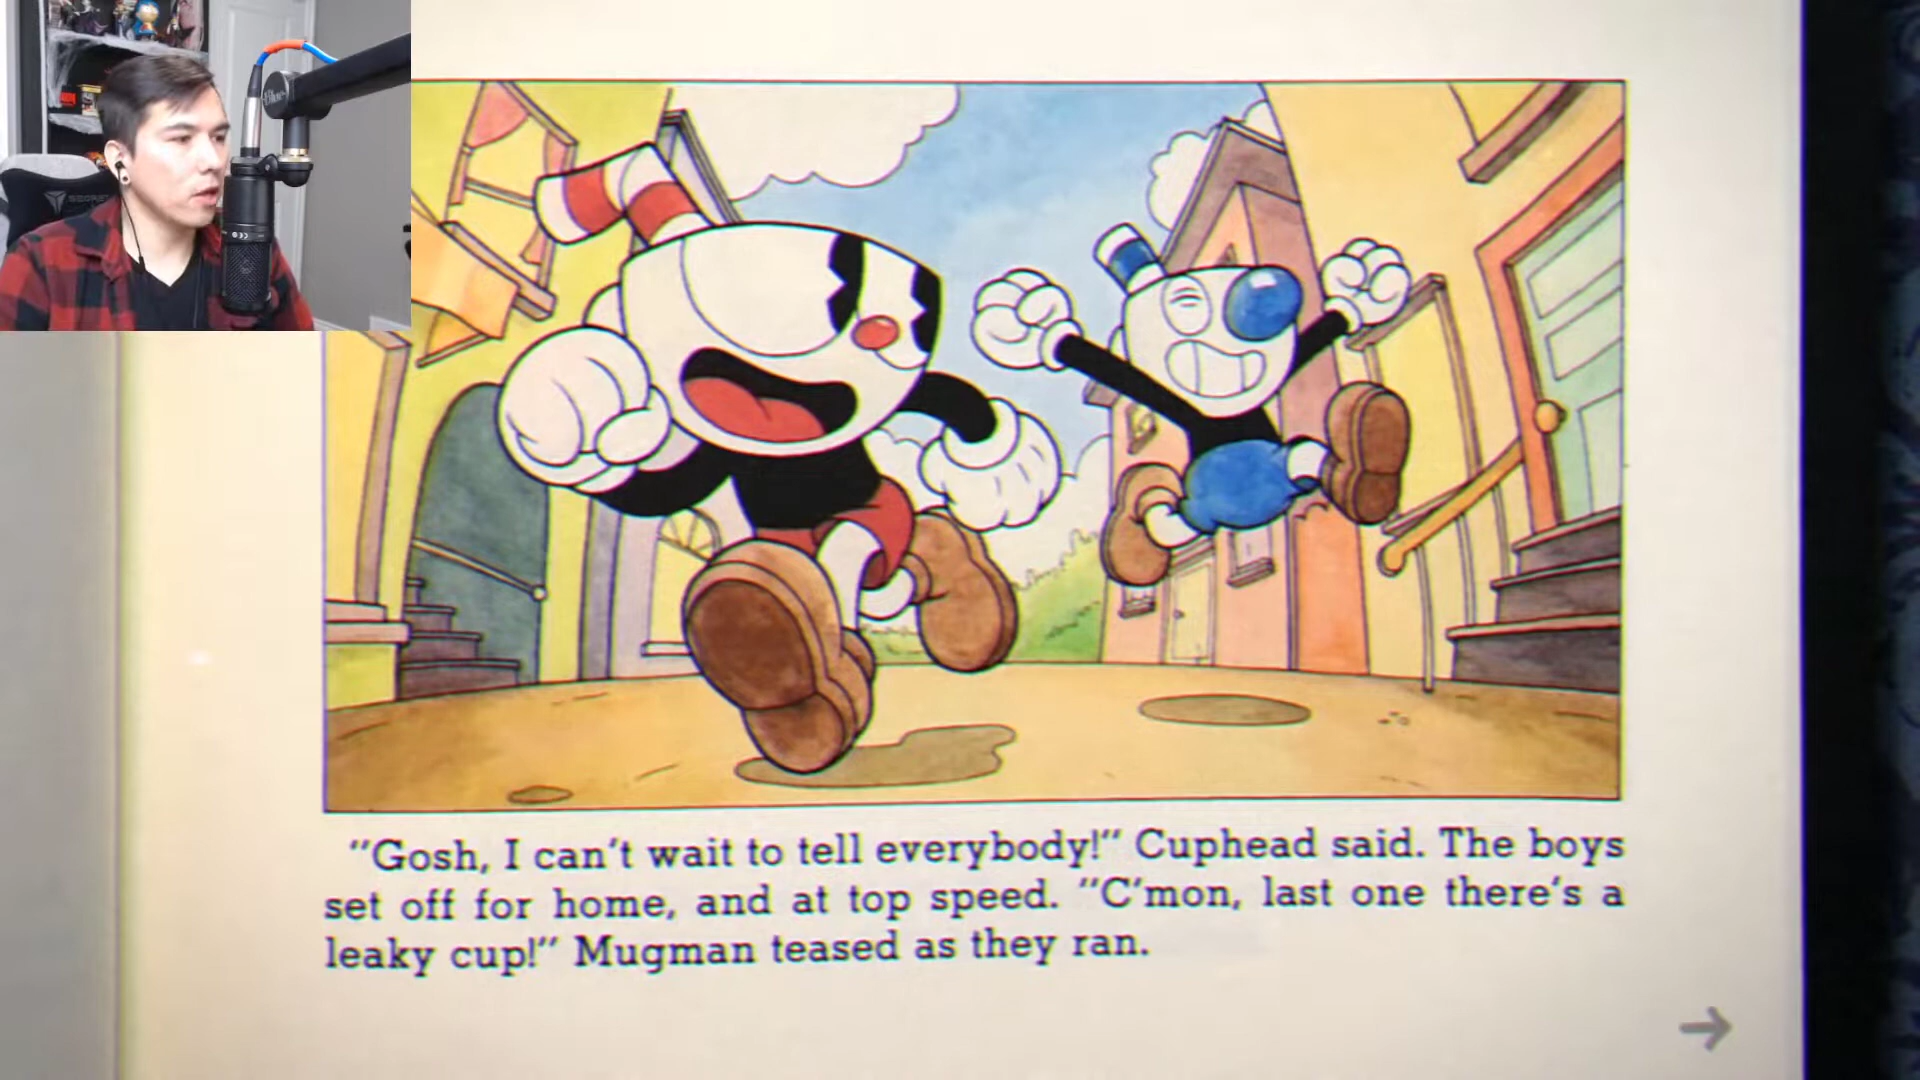 "Gosh, I can't wait to tell everybody!" Cuphead said. The boys
set off for home, and at top speed. "C'mon, last one there's a
leaky cup!" Mugman teased as they ran.